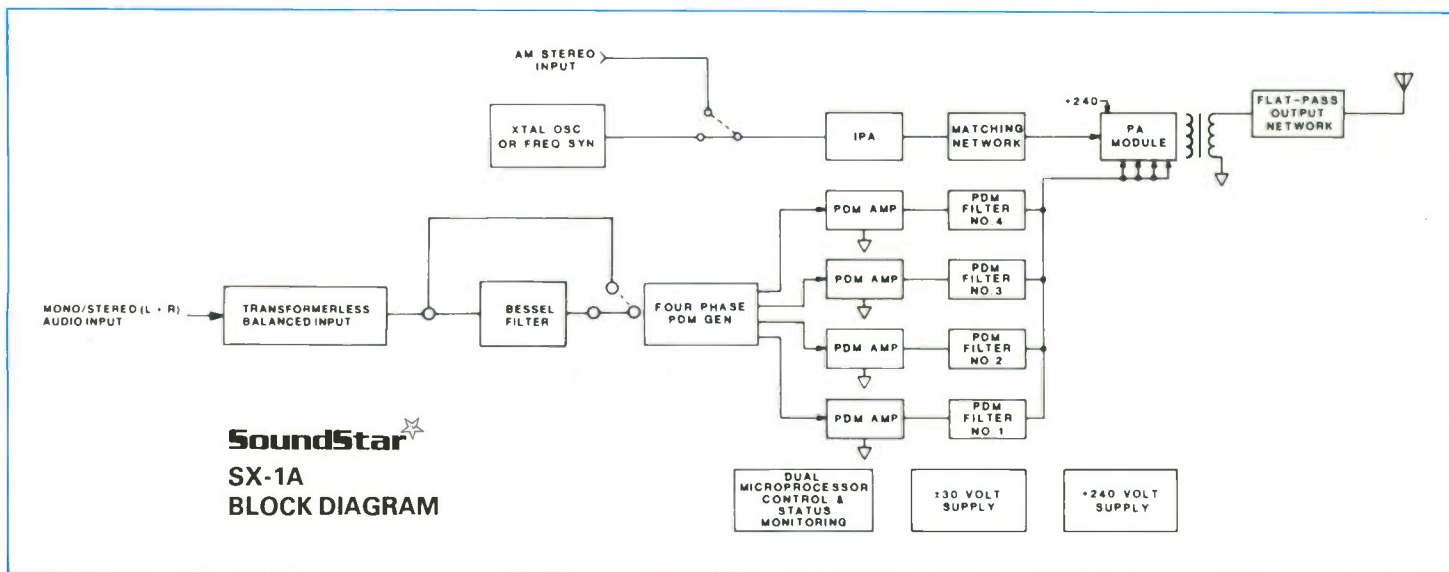 AM STEREO
INPUT
XTAL OSC
OR FREQ SYN
IPA
MATCHING
NETWORK
+240
PA
MODULE
FLAT-PASS
OUTPUT
NETWORK
MONO/STEREO (L + R)
AUDIO INPUT
TRANSFORMERLESS
BALANCED INPUT
BESSEL
FILTER
FOUR PHASE
PDM GEN
PDM AMP
PDM
FILTER
NO. 4
PDM AMP
PDM
FILTER
NO. 3
PDM AMP
PDM
FILTER
NO. 2
PDM AMP
PDM
FILTER
NO. 1
SoundStar
SX-1A
BLOCK DIAGRAM
DUAL
MICROPROCESSOR
CONTROL &
STATUS
MONITORING
±30 VOLT
SUPPLY
+240 VOLT
SUPPLY